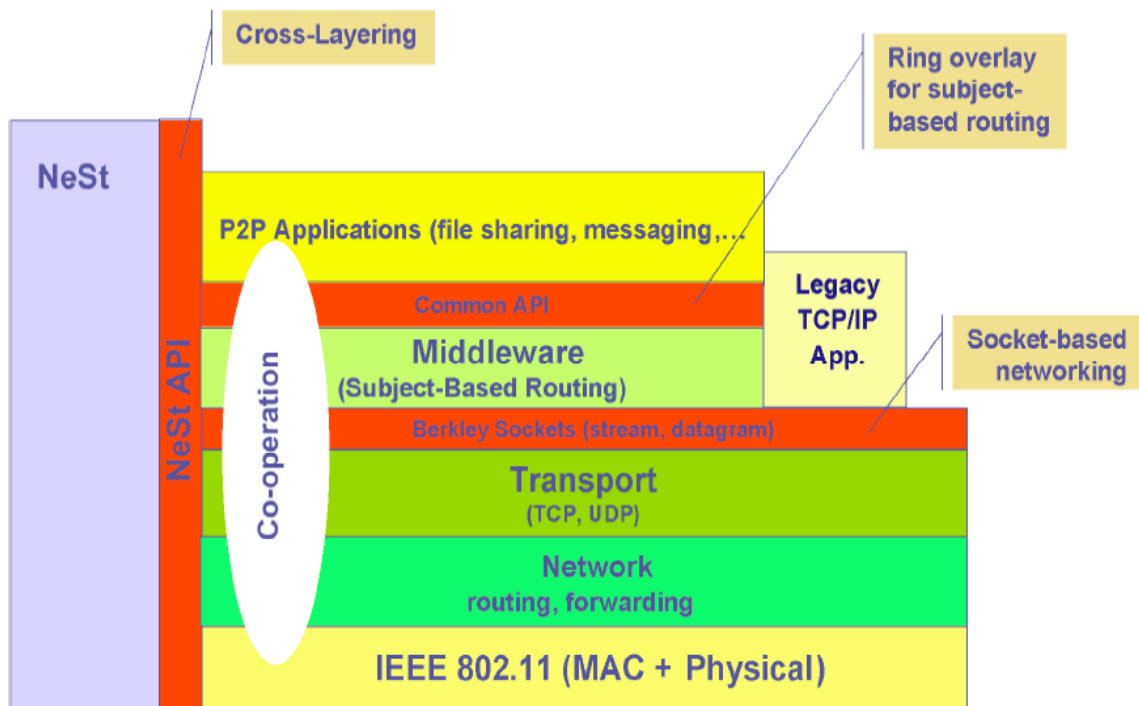 Cross-Layering
Ring overlay
for subject-
based routing
NeSt
P2P Applications (file sharing, messaging,...
Legacy
TCP/IP
App.
Common API
Middleware
(Subject-Based Routing)
Socket-based
networking
NeSt API
Co-operation
Berkley Sockets (stream, datagram)
Transport
(TCP, UDP)
Network
routing, forwarding
IEEE 802.11 (MAC + Physical)